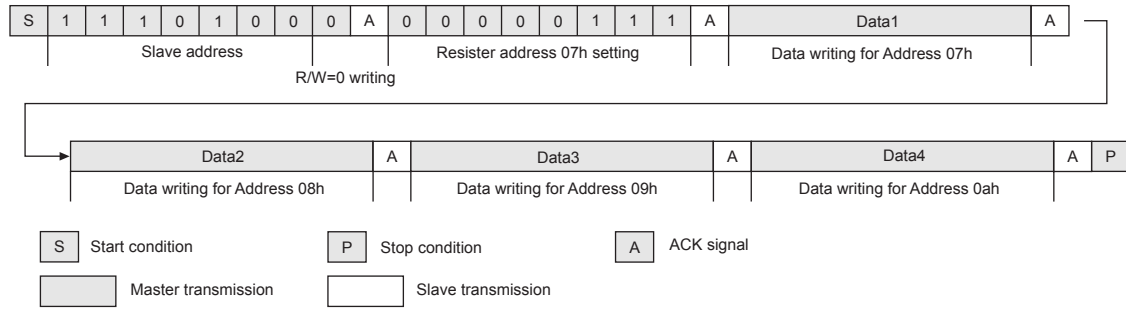 S 1 1 1 0 1 0 0 0 A 0 0 0 0 0 1 1 1 A Data1 A
Slave address Resister address 07h setting Data writing for Address 07h
R/W=0 writing
Data2 A Data3 A Data4 A P
Data writing for Address 08h Data writing for Address 09h Data writing for Address 0ah
S Start condition P Stop condition A ACK signal
Master transmission Slave transmission